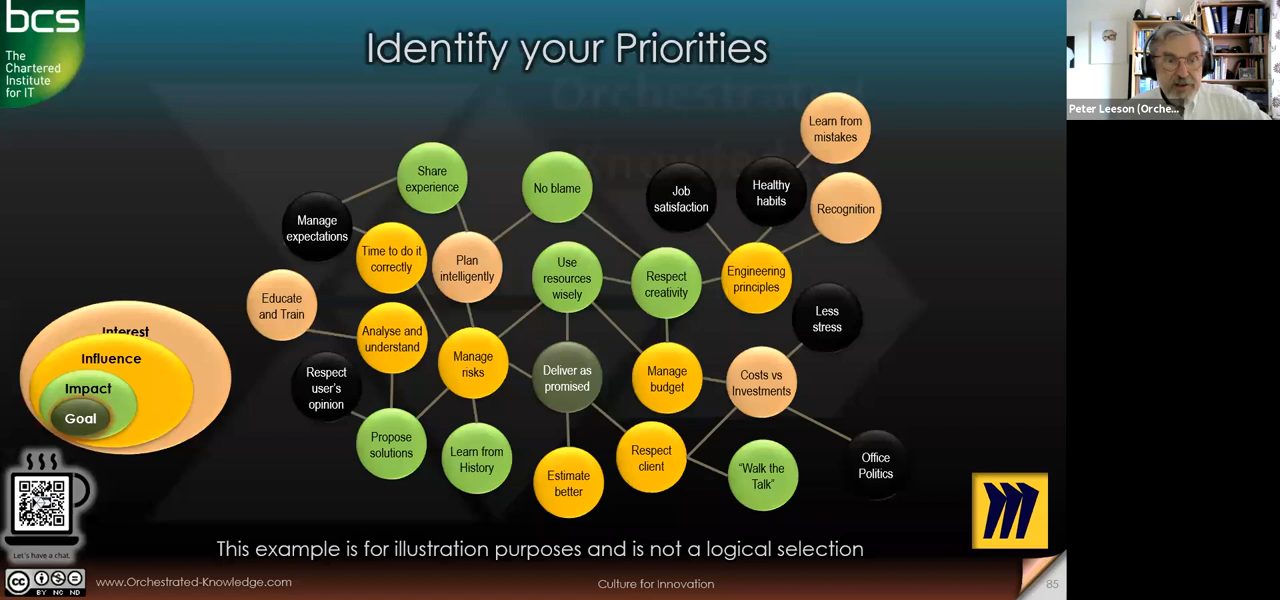 bcs
The
Chartered
Institute
for IT
Identify your Priorities
Peter Leeson (Orche...
Learn from
mistakes
Share
experience
No blame
Job
satisfaction
Healthy
habits
Recognition
Manage
expectations
Time to do it
correctly
Plan
intelligently
Use
resources
wisely
Respect
creativity
Engineering
principles
Educate
and Train
Less
stress
Analyse and
understand
Manage
risks
Deliver as
promised
Manage
budget
Costs vs
Investments
Respect
user's
opinion
Propose
solutions
Learn from
History
Estimate
better
Respect
client
"Walk the
Talk"
Office
Politics
Interest
Influence
Impact
Goal
Let's have a chat.
This example is for illustration purposes and is not a logical selection
cc
BY NC ND
www.Orchestrated-Knowledge.com
Culture for Innovation
85